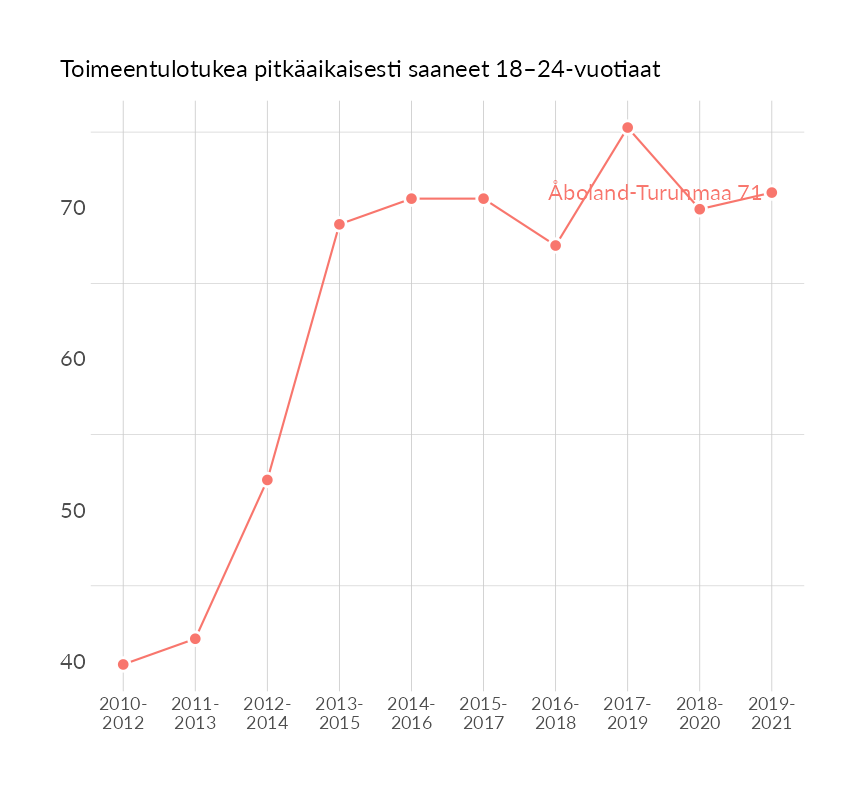 Toimeentulotukea pitkäaikaisesti saaneet 18–24-vuotiaat
Åboland-Turunmaa 71
70
60
50
40
2010- 2011- 2012- 2013- 2014- 2015- 2016- 2017- 2018- 2019-
2012 2013 2014 2015 2016 2017 2018 2019 2020 2021